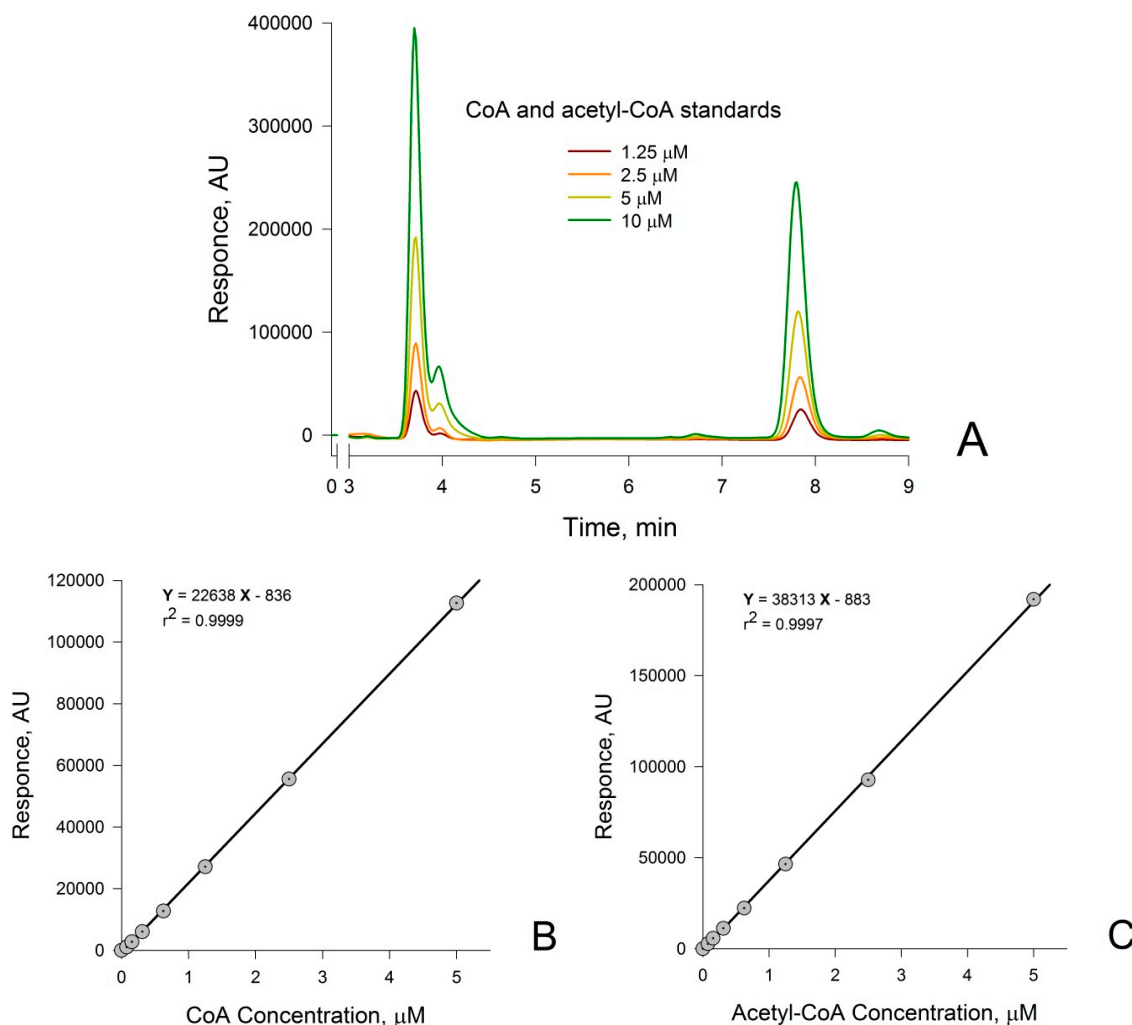 400000
300000
200000
100000
0
Responce, AU
CoA and acetyl-CoA standards
1.25 μM
2.5 μM
5 μM
10 μM
0 3 4 5 6 7 8 9
Time, min
A
120000
100000
80000
60000
40000
20000
0
Responce, AU
Y = 22638 X - 836
r² = 0.9999
0 1 2 3 4 5
CoA Concentration, μM
B
200000
150000
100000
50000
0
Responce, AU
Y = 38313 X - 883
r² = 0.9997
0 1 2 3 4 5
Acetyl-CoA Concentration, μM
C